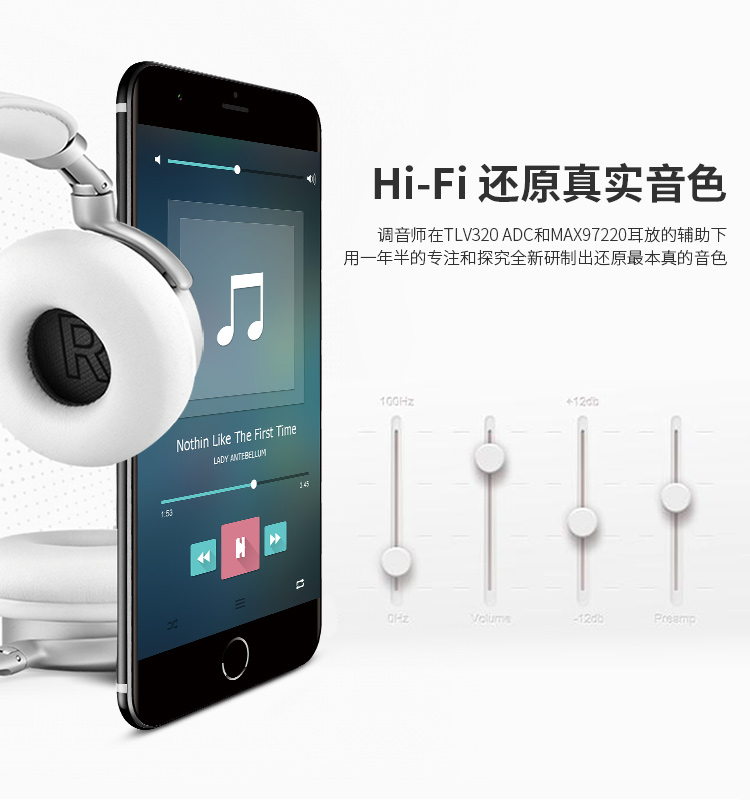 Hi-Fi 还原真实音色
调音师在TLV320 ADC和MAX97220耳放的辅助下
用一年半的专注和探究全新研制出还原最本真的音色
R
Nothin Like The First Time
LADY ANTEBELLUM
1:53
3:45
100Hz
+12db
0Hz
Volume
-12db
Preamp